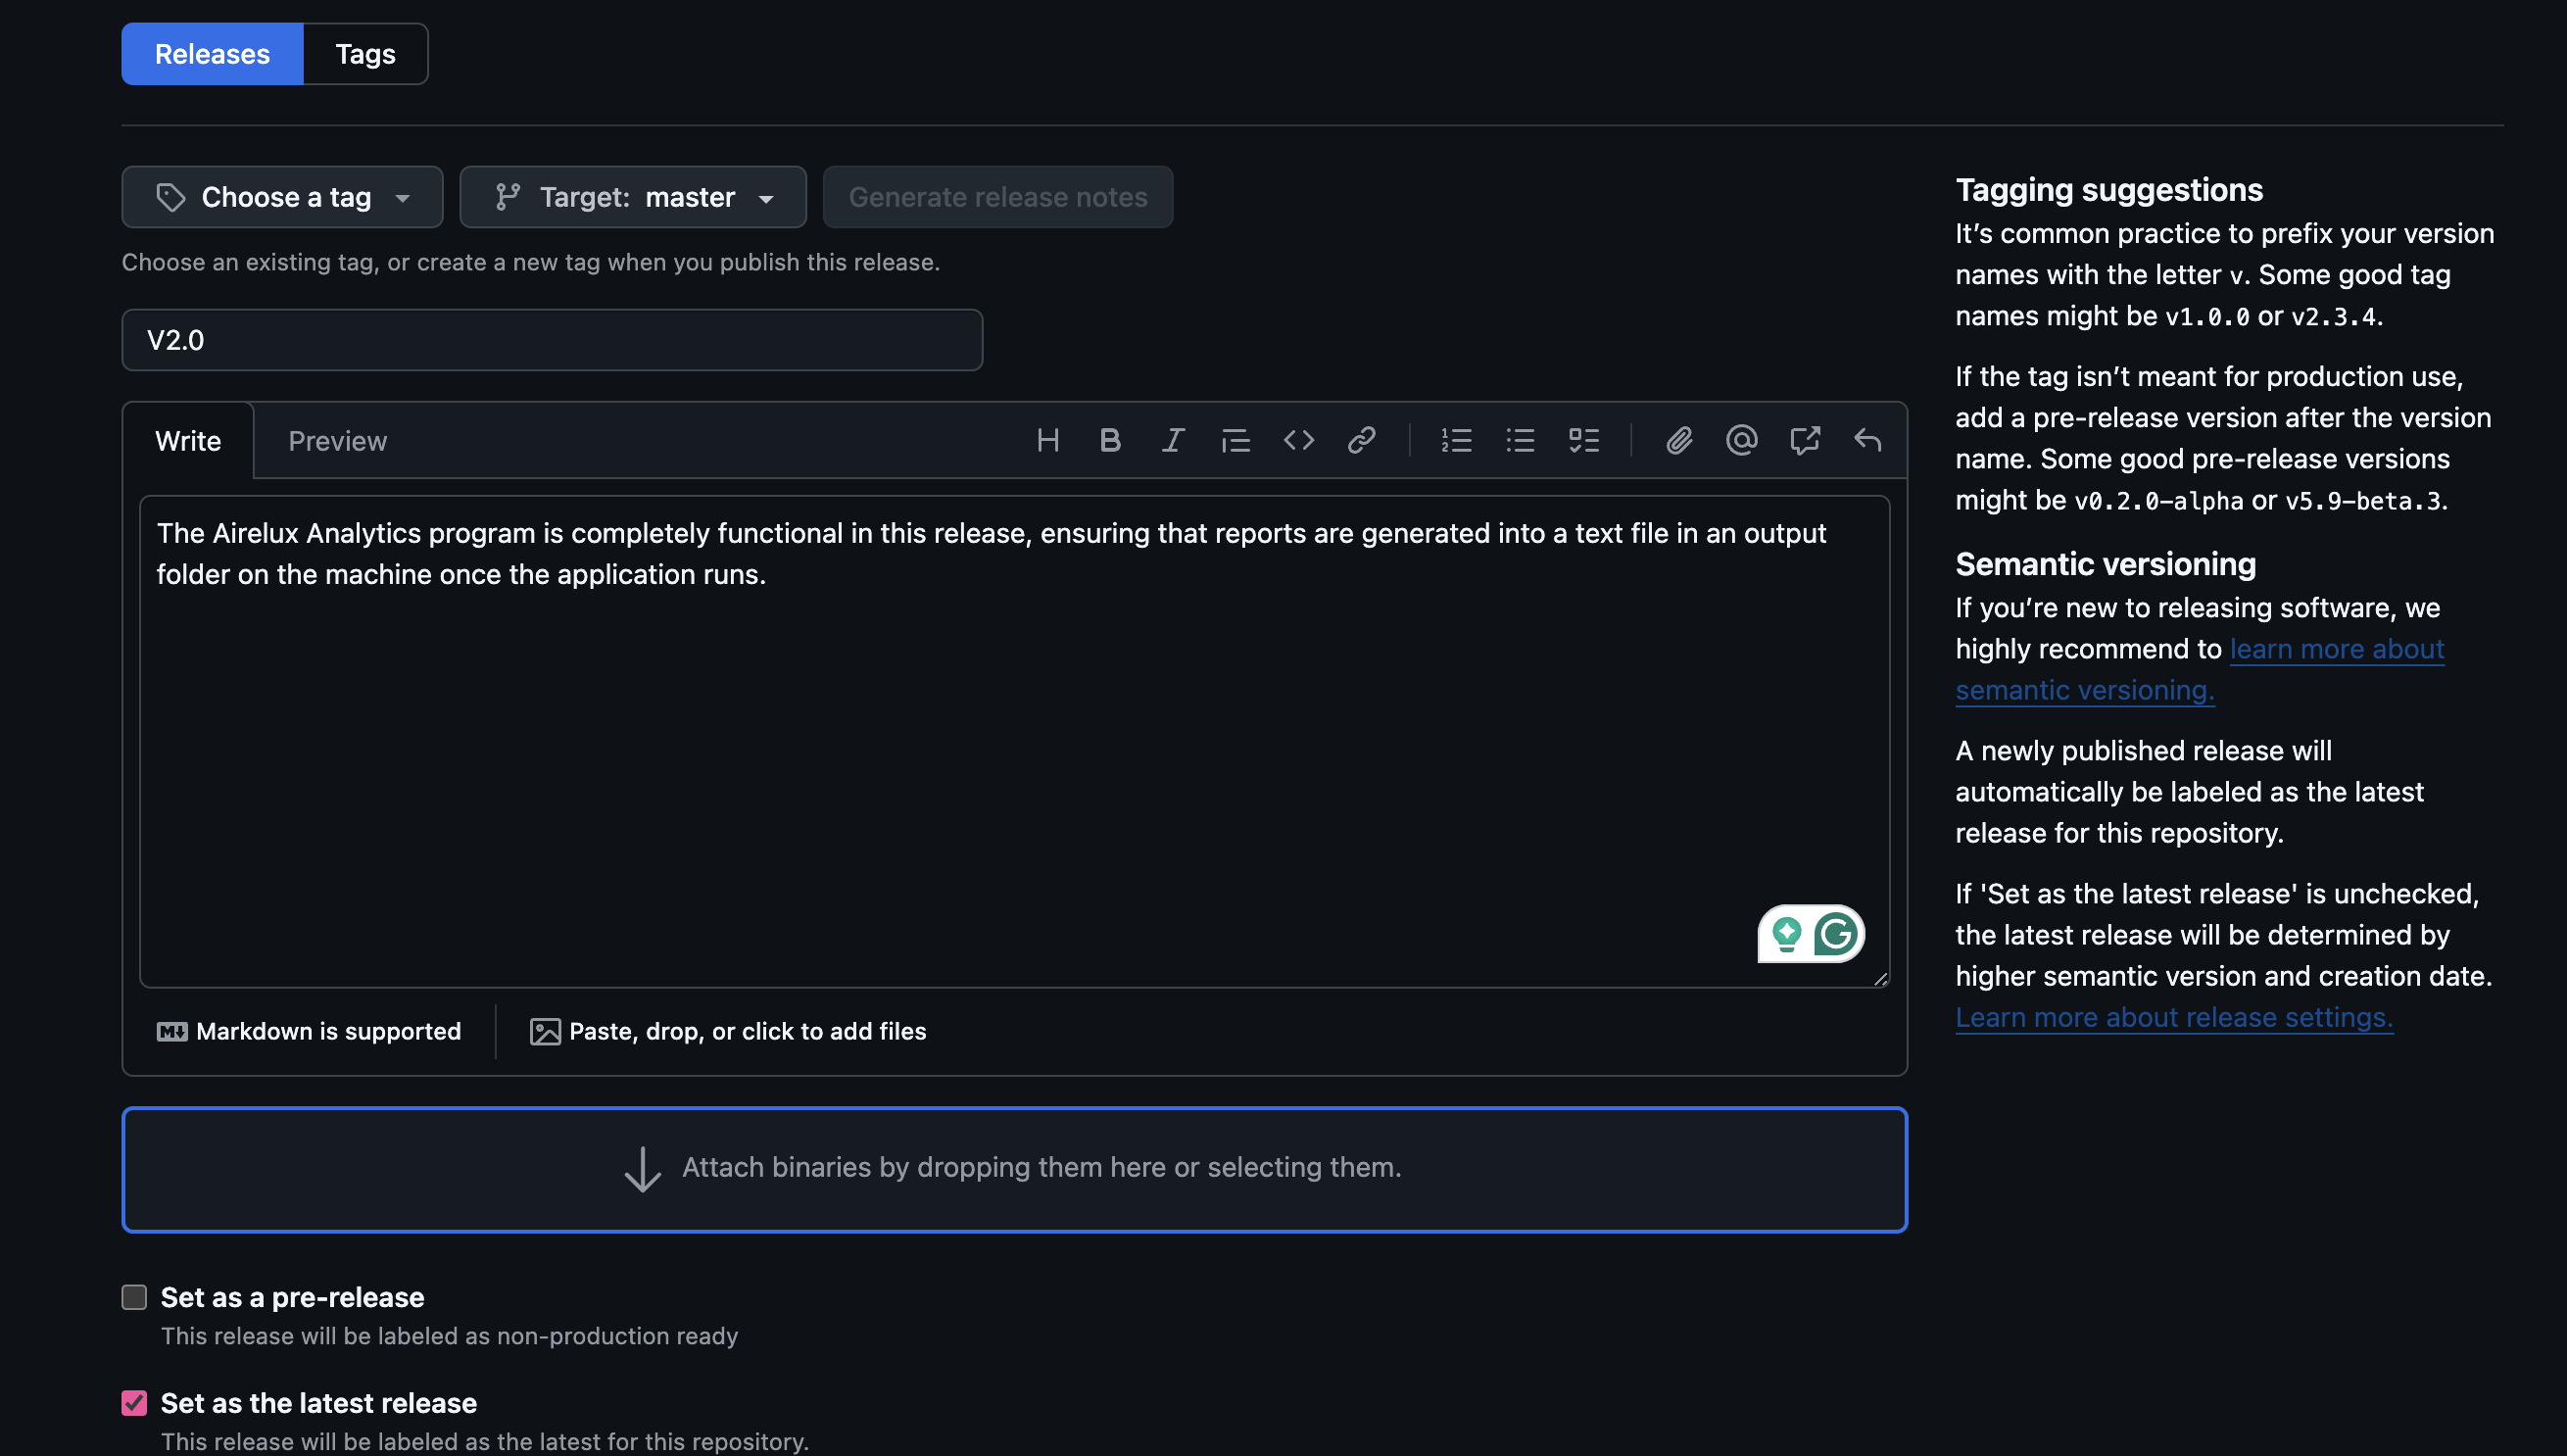 Releases
Tags
Choose a tag
Target: master
Generate release notes
Choose an existing tag, or create a new tag when you publish this release.
V2.0
Write
Preview
The Airelux Analytics program is completely functional in this release, ensuring that reports are generated into a text file in an output
folder on the machine once the application runs.
Markdown is supported
Paste, drop, or click to add files
Attach binaries by dropping them here or selecting them.
Set as a pre-release
This release will be labeled as non-production ready
Set as the latest release
This release will be labeled as the latest for this repository.
Tagging suggestions
It’s common practice to prefix your version
names with the letter v. Some good tag
names might be v1.0.0 or v2.3.4.
If the tag isn’t meant for production use,
add a pre-release version after the version
name. Some good pre-release versions
might be v0.2.0-alpha or v5.9-beta.3.
Semantic versioning
If you’re new to releasing software, we
highly recommend to learn more about
semantic versioning.
A newly published release will
automatically be labeled as the latest
release for this repository.
If 'Set as the latest release' is unchecked,
the latest release will be determined by
higher semantic version and creation date.
Learn more about release settings.